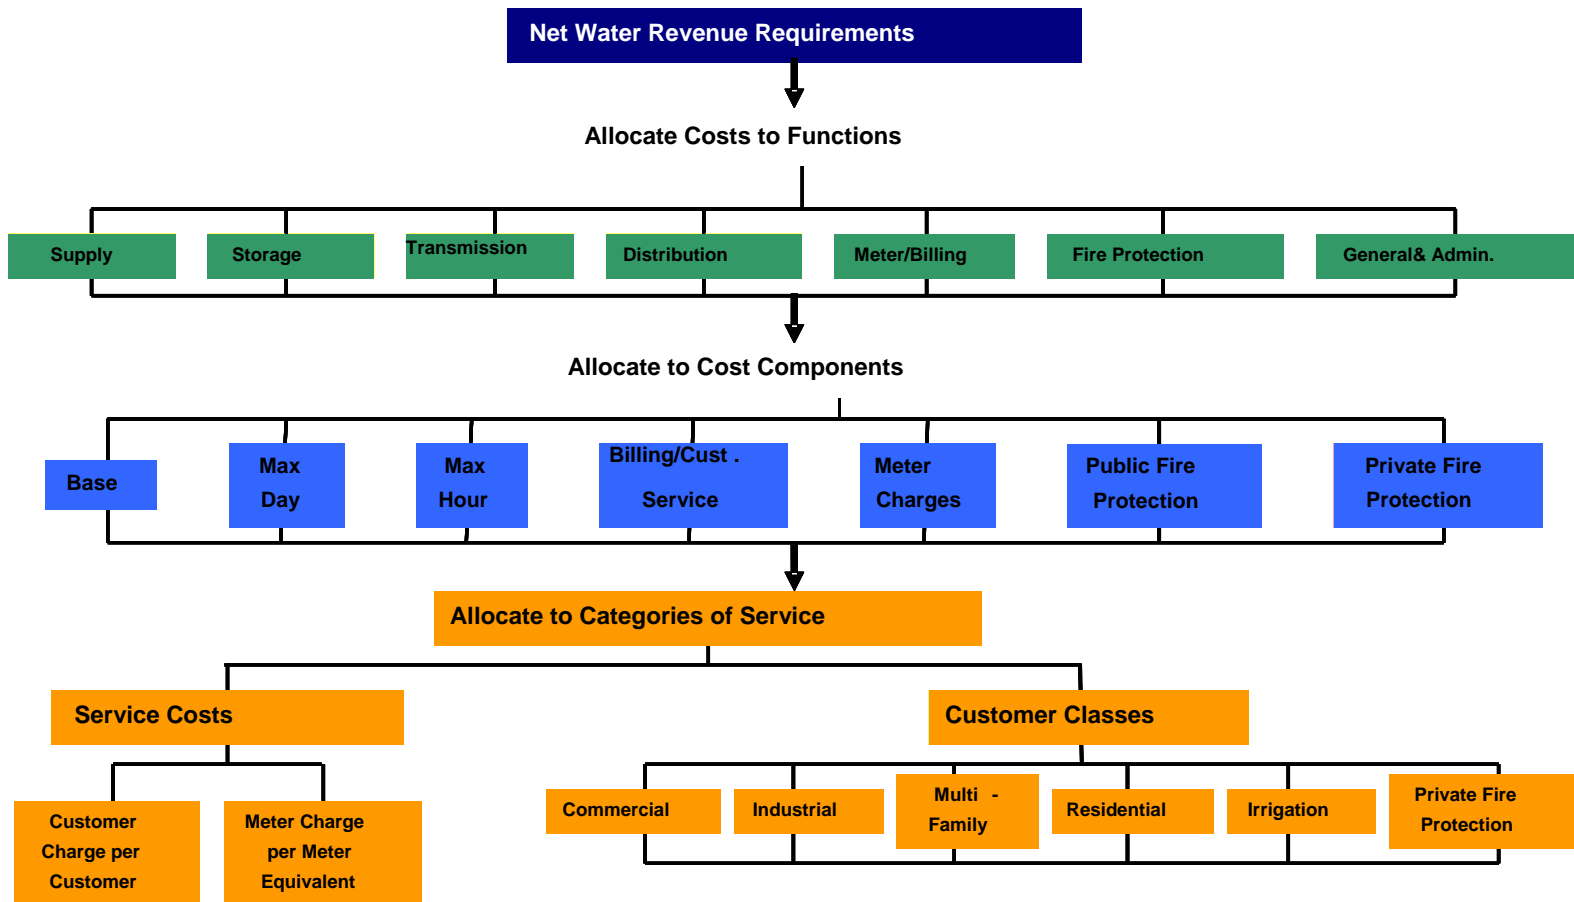 Net Water Revenue Requirements
Allocate Costs to Functions
Supply
Storage
Transmission
Distribution
Meter/Billing
Fire Protection
General& Admin.
Allocate to Cost Components
Base
Max
Day
Max
Hour
Billing/Cust .
Service
Meter
Charges
Public Fire
Protection
Private Fire
Protection
Allocate to Categories of Service
Service Costs
Customer Classes
Customer
Charge per
Customer
Meter Charge
per Meter
Equivalent
Commercial
Industrial
Multi -
Family
Residential
Irrigation
Private Fire
Protection